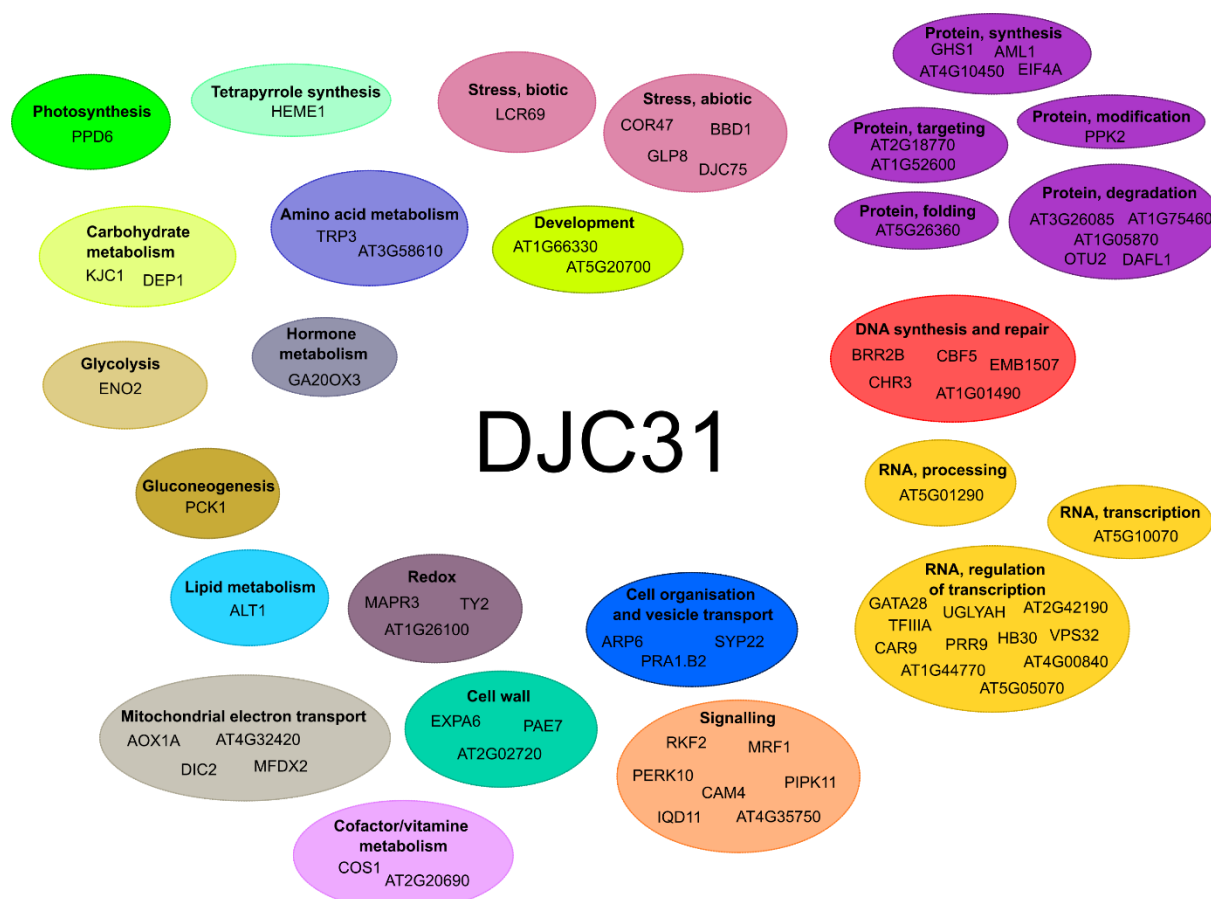 Photosynthesis
PPD6
Tetrapyrrole synthesis
HEME1
Stress, biotic
LCR69
Stress, abiotic
COR47 BBD1
GLP8
DJC75
Protein, synthesis
GHS1 AML1
AT4G10450 EIF4A
Protein, modification
PPK2
Protein, targeting
AT2G18770
AT1G52600
Protein, folding
AT5G26360
Protein, degradation
AT3G26085 AT1G75460
AT1G05870
OTU2 DAFL1
Carbohydrate
metabolism
KJC1 DEP1
Amino acid metabolism
TRP3
AT3G58610
Development
AT1G66330
AT5G20700
Hormone
metabolism
GA20OX3
Glycolysis
ENO2
DNA synthesis and repair
BRR2B CBF5 EMB1507
CHR3 AT1G01490
DJC31
Gluconeogenesis
PCK1
RNA, processing
AT5G01290
RNA, transcription
AT5G10070
Lipid metabolism
ALT1
Redox
MAPR3 TY2
AT1G26100
Cell organisation
and vesicle transport
ARP6 SYP22
PRA1.B2
RNA, regulation
of transcription
GATA28 UGLYAH AT2G42190
TFIIIA
CAR9 PRR9 HB30 VPS32
AT1G44770 AT4G00840
AT5G05070
Mitochondrial electron transport
AOX1A AT4G32420
DIC2 MFDX2
Cell wall
EXPA6 PAE7
AT2G02720
Signalling
RKF2 MRF1
PERK10 CAM4 PIPK11
IQD11 AT4G35750
Cofactor/vitamine
metabolism
COS1
AT2G20690